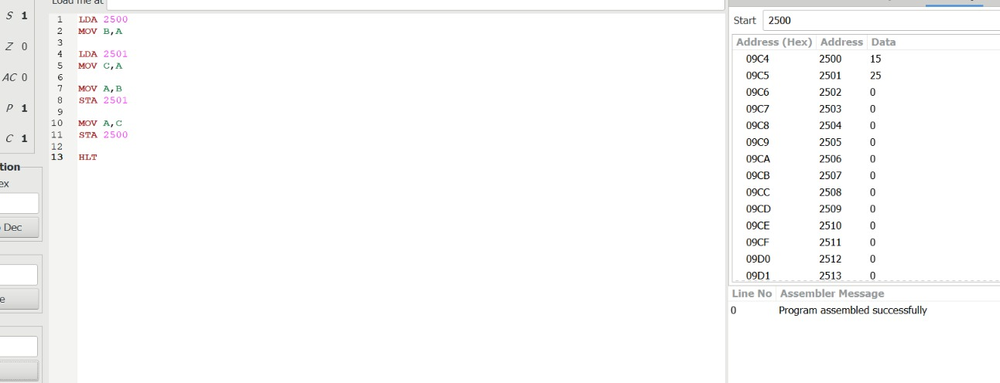 Load me at
S 1
Z 0
AC 0
P 1
C 1
tion
ex
Dec
e
1 LDA 2500
2 MOV B,A
3
4 LDA 2501
5 MOV C,A
6
7 MOV A,B
8 STA 2501
9
10 MOV A,C
11 STA 2500
12
13 HLT
Start 2500
Address (Hex) Address Data
09C4 2500 15
09C5 2501 25
09C6 2502 0
09C7 2503 0
09C8 2504 0
09C9 2505 0
09CA 2506 0
09CB 2507 0
09CC 2508 0
09CD 2509 0
09CE 2510 0
09CF 2511 0
09D0 2512 0
09D1 2513 0
Line No Assembler Message
0 Program assembled successfully